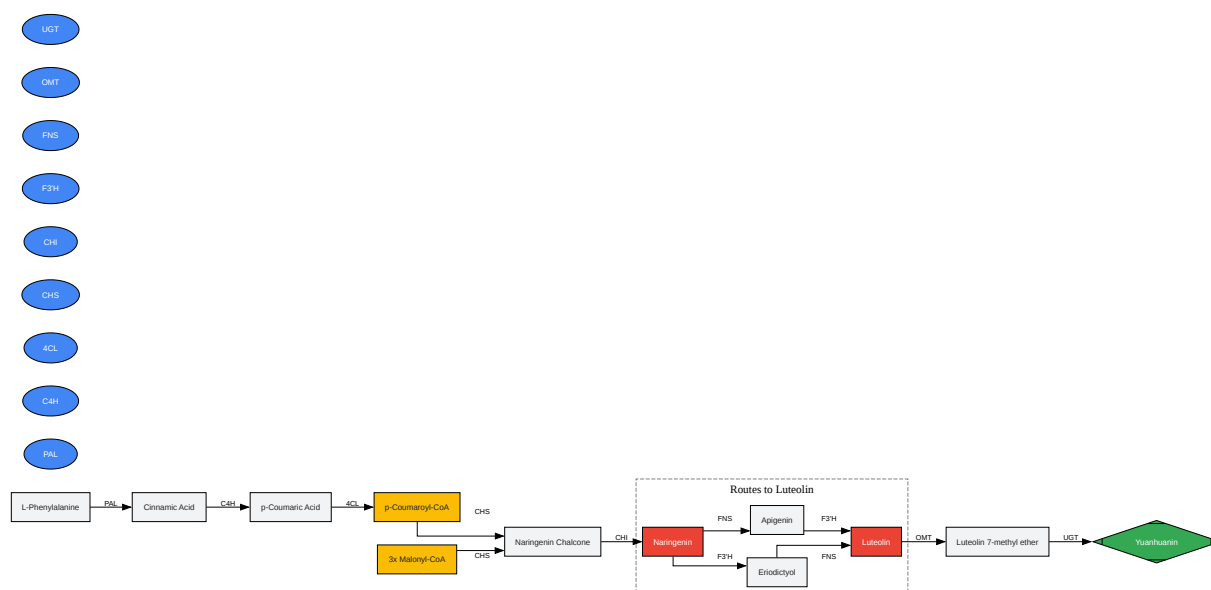 UGT
OMT
FNS
F3'H
CHI
CHS
4CL
C4H
PAL
Routes to Luteolin
L-Phenylalanine
PAL
Cinnamic Acid
C4H
p-Coumaric Acid
4CL
p-Coumaroyl-CoA
CHS
3x Malonyl-CoA
CHS
Naringenin Chalcone
CHI
Naringenin
FNS
Apigenin
F3'H
F3'H
Eriodictyol
FNS
Luteolin
OMT
Luteolin 7-methyl ether
UGT
Yuanhuanin